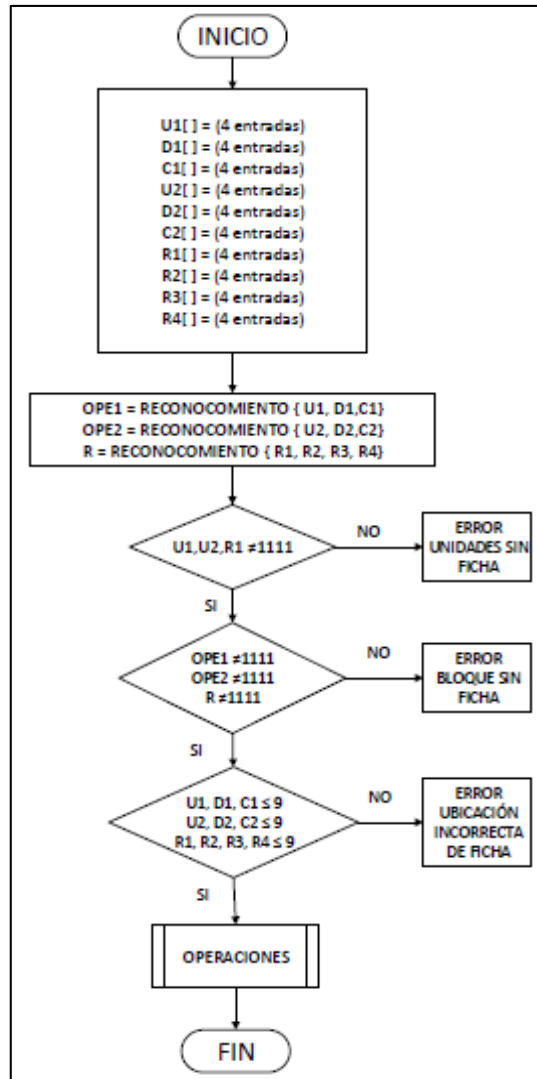 INICIO
U1[ ] = (4 entradas)
D1[ ] = (4 entradas)
C1[ ] = (4 entradas)
U2[ ] = (4 entradas)
D2[ ] = (4 entradas)
C2[ ] = (4 entradas)
R1[ ] = (4 entradas)
R2[ ] = (4 entradas)
R3[ ] = (4 entradas)
R4[ ] = (4 entradas)
OPE1 = RECONOCOMIENTO { U1, D1,C1}
OPE2 = RECONOCOMIENTO { U2, D2,C2}
R = RECONOCOMIENTO { R1, R2, R3, R4}
U1,U2,R1 ≠1111
NO
ERROR
UNIDADES SIN
FICHA
SI
OPE1 ≠1111
OPE2 ≠1111
R ≠1111
NO
ERROR
BLOQUE SIN
FICHA
SI
U1, D1, C1 ≤ 9
U2, D2, C2 ≤ 9
R1, R2, R3, R4 ≤ 9
NO
ERROR
UBICACIÓN
INCORRECTA
DE FICHA
SI
OPERACIONES
FIN